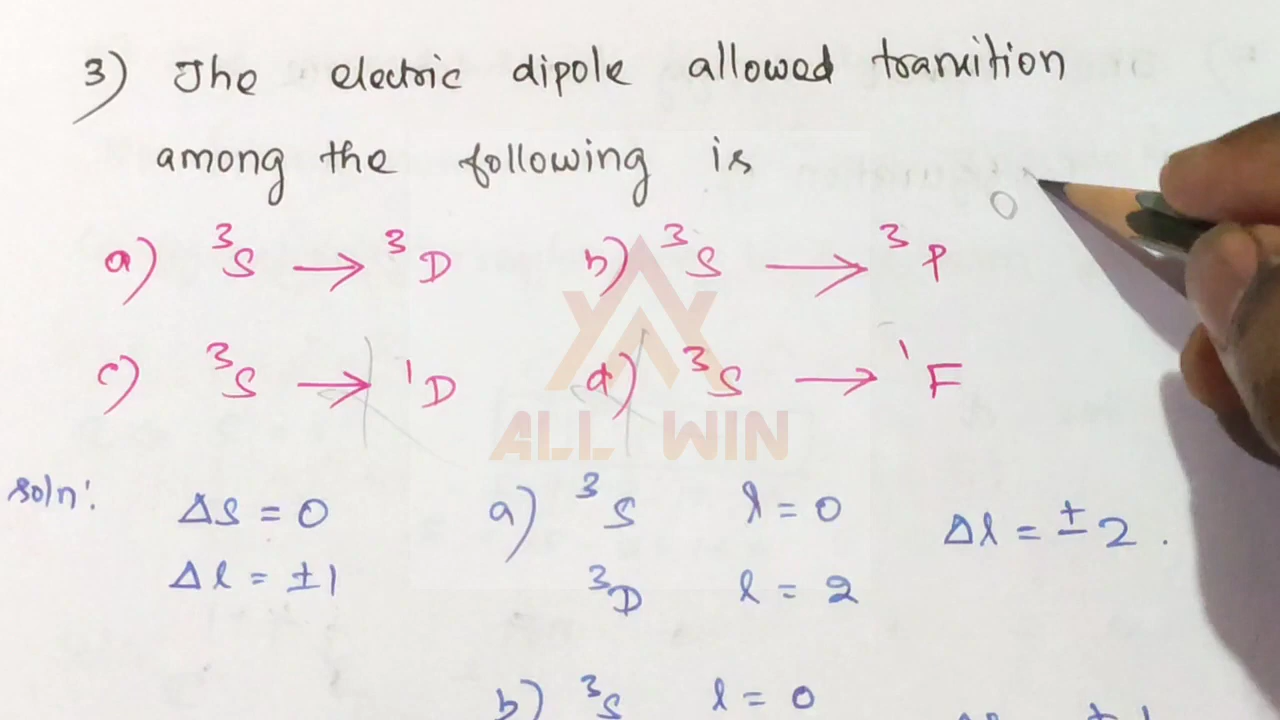 3) The electric dipole allowed transition
among the following is
a) ³S → ³D b) ³S → ³P
c) ³S → ¹D d) ³S → ¹F
ALL WIN
soln:
ΔS = 0 a) ³S l = 0 Δl = ±2.
Δl = ±1 ³D l = 2
b) ³S l = 0
0